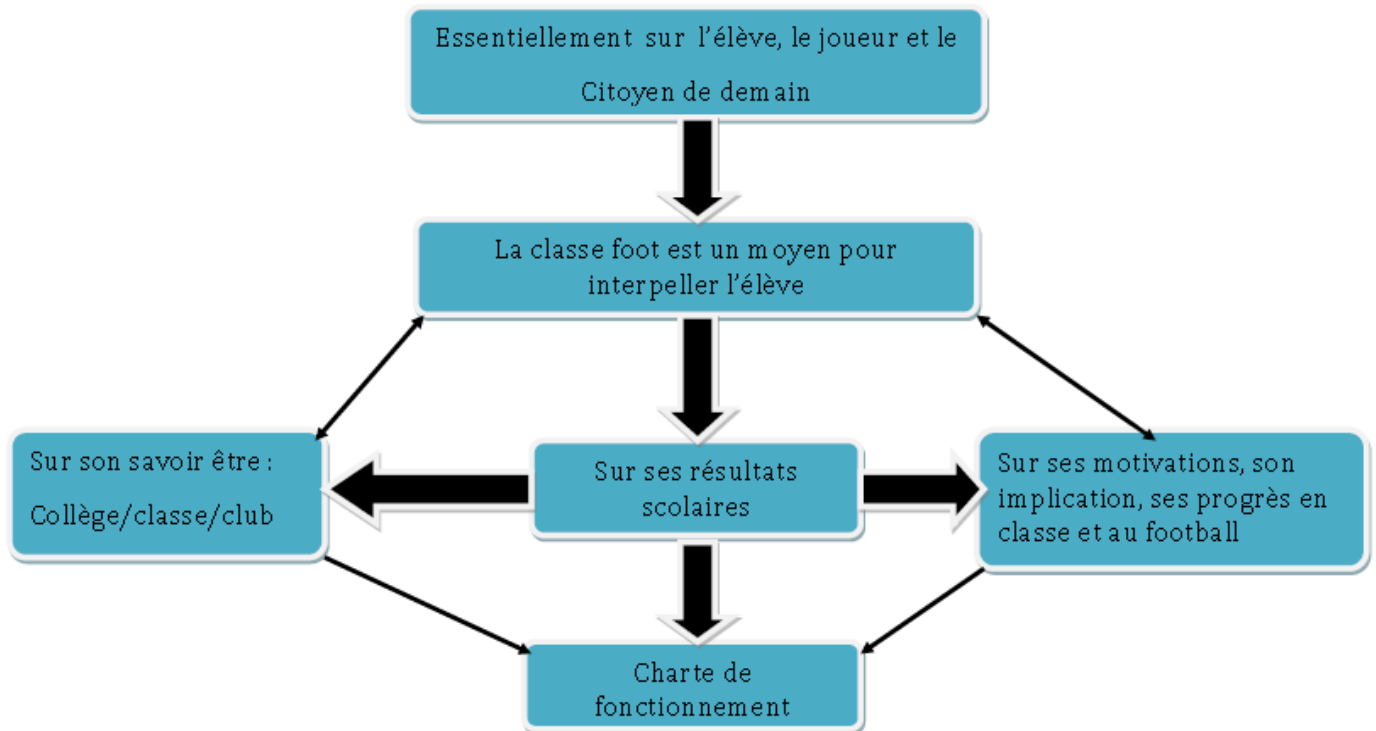 Essentiellement sur l'élève, le joueur et le
Citoyen de demain
La classe foot est un moyen pour
interpeller l'élève
Sur son savoir être :
Collège/classe/club
Sur ses résultats
scolaires
Sur ses motivations, son
implication, ses progrès en
classe et au football
Charte de
fonctionnement